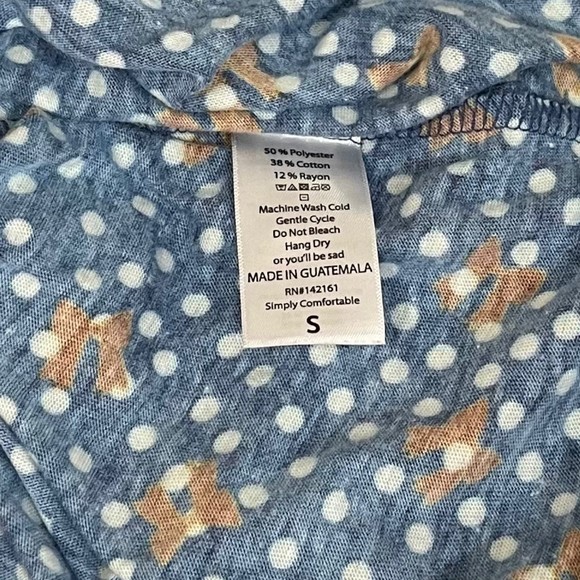 50 % Polyester
38 % Cotton
12 % Rayon
Machine Wash Cold
Gentle Cycle
Do Not Bleach
Hang Dry
or you'll be sad
MADE IN GUATEMALA
RN#142161
Simply Comfortable
S